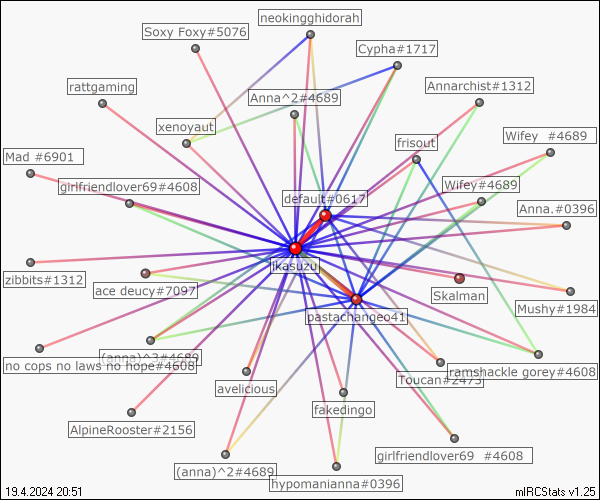 neokingghidorah
Soxy Foxy#5076
Cypha#1717
rattgaming
Annarchist#1312
Anna^2#4689
xenoyaut
Wifey #4689
frisout
Mad #6901
girlfriendlover69#4608
Wifey#4689
default#0617
Anna.#0396
Ikasuzu
zibbits#1312
ace deucy#7097
Skalman
Mushy#1984
pastachangeo41
(anna)^3#4689
no cops no laws no hope#4608
ramshackle gorey#4608
Toucan#2473
avelicious
fakedingo
AlpineRooster#2156
girlfriendlover69 #4608
(anna)^2#4689
hypomanianna#0396
19.4.2024 20:51
mIRCStats v1.25